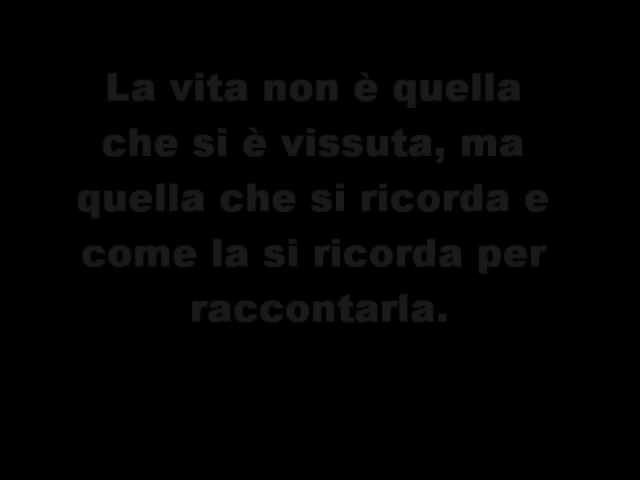 La vita non è quella
che si è vissuta, ma
quella che si ricorda e
come la si ricorda per
raccontarla.